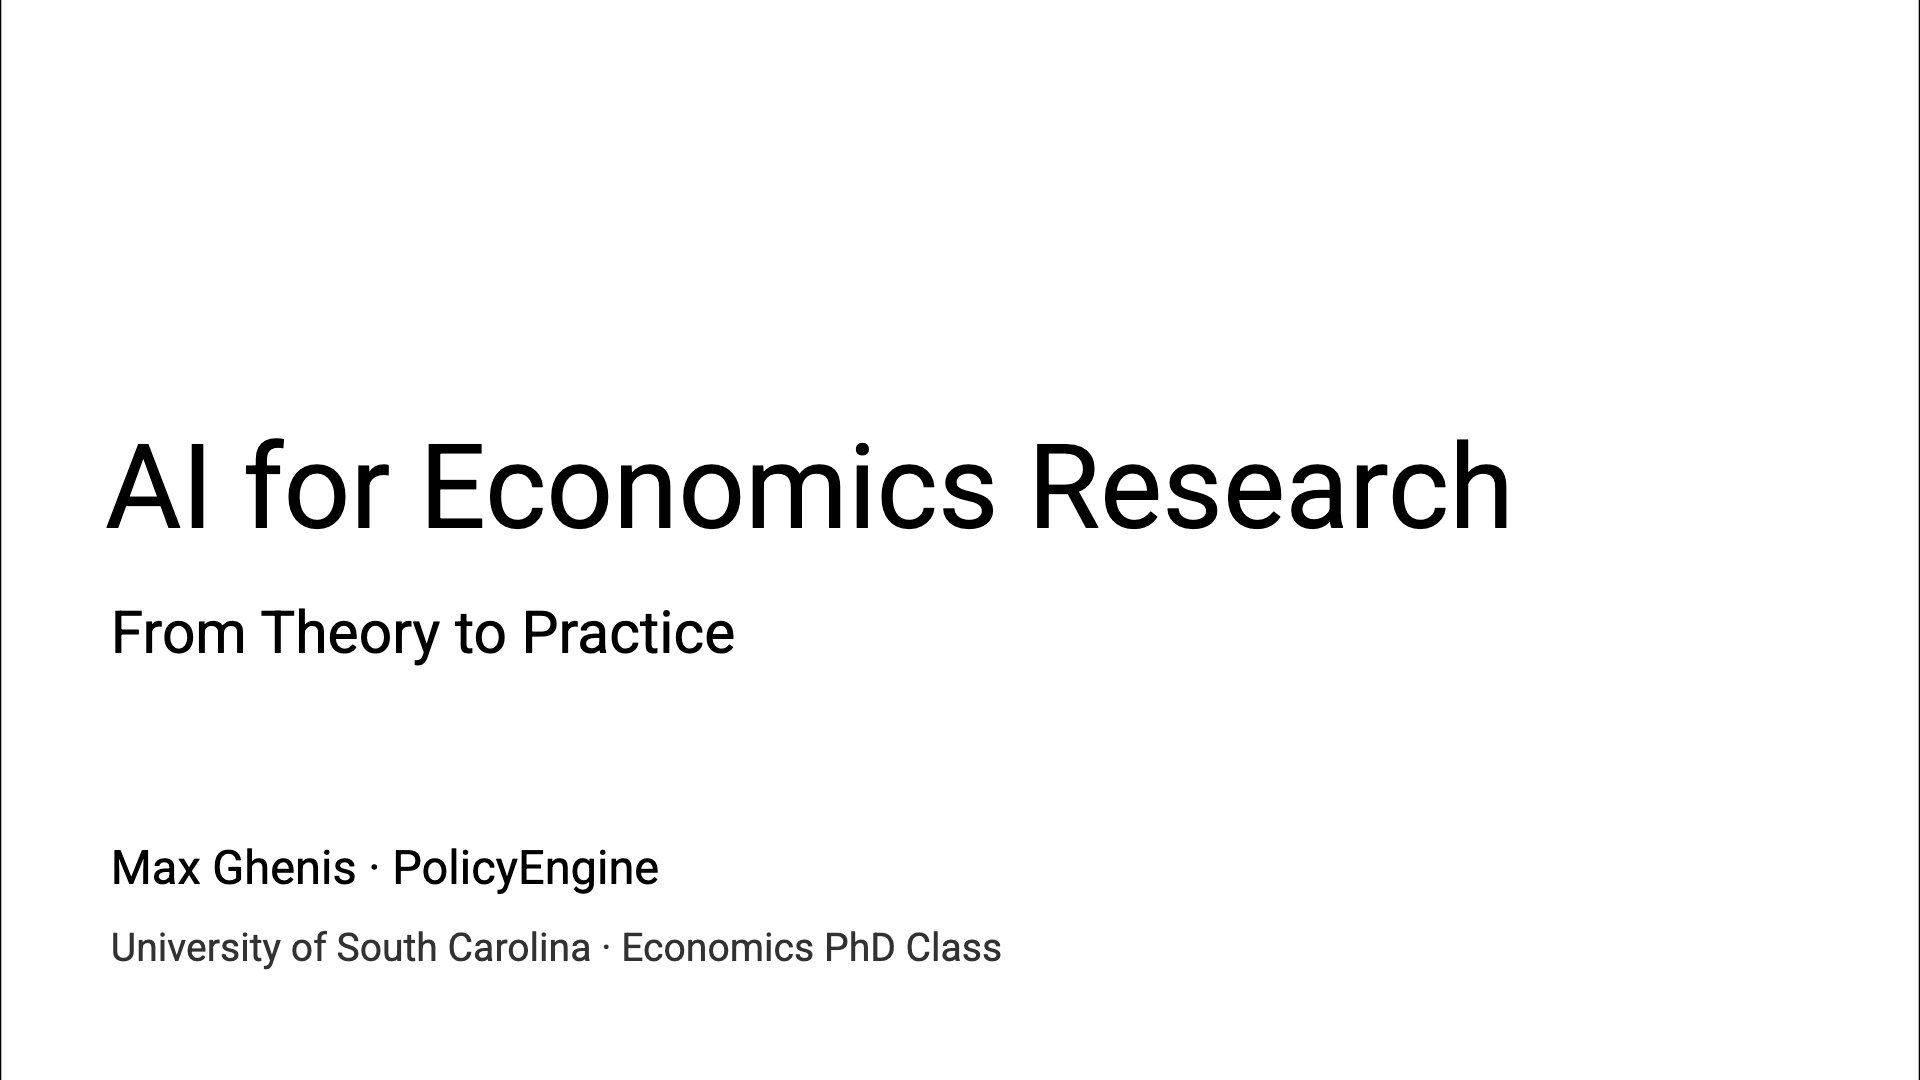 AI for Economics Research
From Theory to Practice
Max Ghenis · PolicyEngine
University of South Carolina · Economics PhD Class